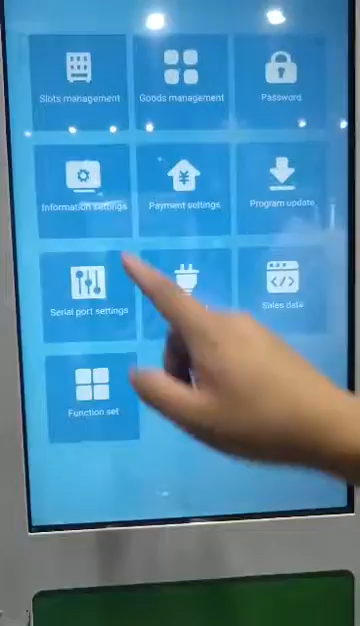 Slots management
Goods management
Password
Information settings
Payment settings
Program update
Serial port settings
Sales data
Function set